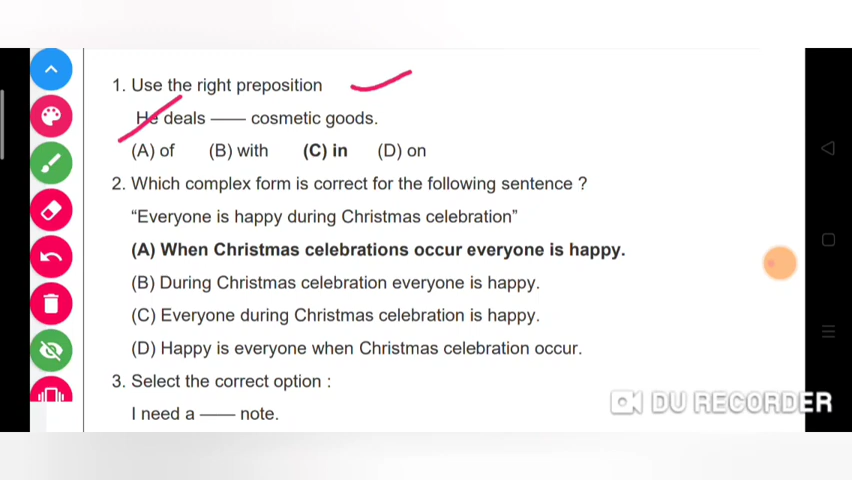 1. Use the right preposition
He deals —— cosmetic goods.
(A) of (B) with (C) in (D) on
2. Which complex form is correct for the following sentence ?
“Everyone is happy during Christmas celebration”
(A) When Christmas celebrations occur everyone is happy.
(B) During Christmas celebration everyone is happy.
(C) Everyone during Christmas celebration is happy.
(D) Happy is everyone when Christmas celebration occur.
3. Select the correct option :
I need a —— note.
DU RECORDER